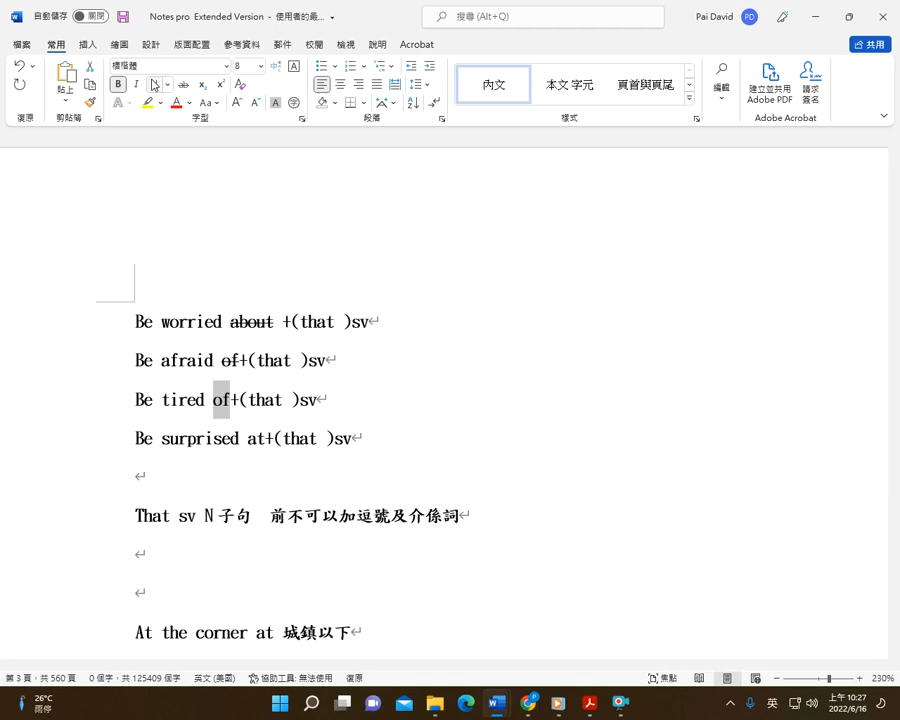 自動儲存 關閉 Notes pro Extended Version - 使用者的最... 搜尋 (Alt+Q) Pai David PD
檔案 常用 插入 繪圖 設計 版面配置 參考資料 郵件 校閱 檢視 說明 Acrobat 共用
標楷體 8
貼上 B I ab x₂ x² 內文 本文 字元 頁首與頁尾 編輯 建立並共用 Adobe PDF 請求 簽名
A A Aa A A A 字
復原 剪貼簿 字型 段落 樣式 Adobe Acrobat
Be worried about +(that )sv
Be afraid of+(that )sv
Be tired of+(that )sv
Be surprised at+(that )sv
That sv N 子句 前不可以加逗號及介係詞
At the corner at 城鎮以下
第 3 頁，共 560 頁 0 個字，共 125409 個字 英文 (美國) 協助工具: 無法使用 復原 焦點 230%
26°C
雨停
英
上午 10:27
2022/6/16